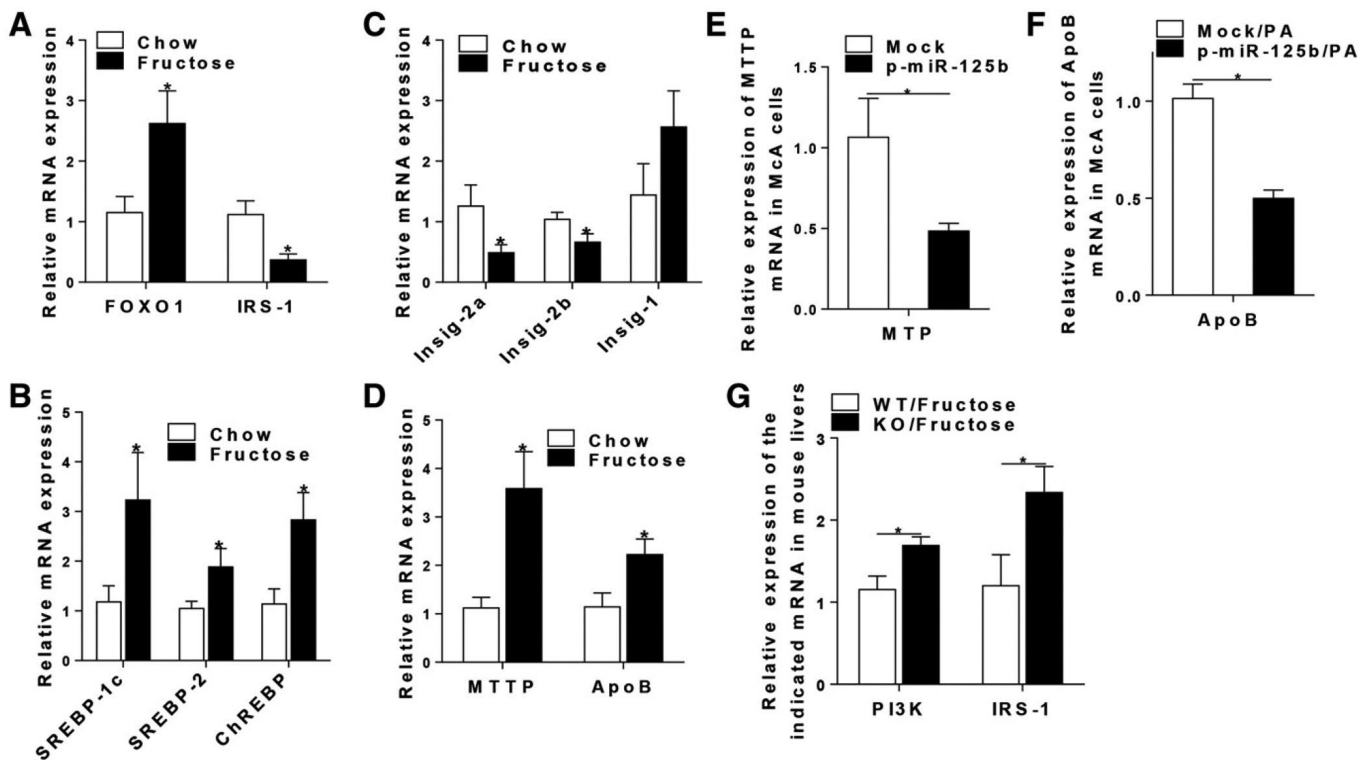 A
Relative mRNA expression
Chow
Fructose
4
3
2
1
0
*
*
FOXO1
IRS-1
C
Relative mRNA expression
Chow
Fructose
4
3
2
1
0
*
*
Insig-2a
Insig-2b
Insig-1
E
Relative expression of MTTP
mRNA in McA cells
Mock
p-miR-125b
1.5
1.0
0.5
0.0
*
MTP
F
Relative expression of ApoB
mRNA in McA cells
Mock/PA
p-miR-125b/PA
1.0
0.5
0.0
*
ApoB
B
Relative mRNA expression
Chow
Fructose
5
4
3
2
1
0
*
*
*
SREBP-1c
SREBP-2
ChREBP
D
Relative mRNA expression
Chow
Fructose
5
4
3
2
1
0
*
*
MTTP
ApoB
G
Relative expression of the
indicated mRNA in mouse livers
WT/Fructose
KO/Fructose
3
2
1
0
*
*
PI3K
IRS-1